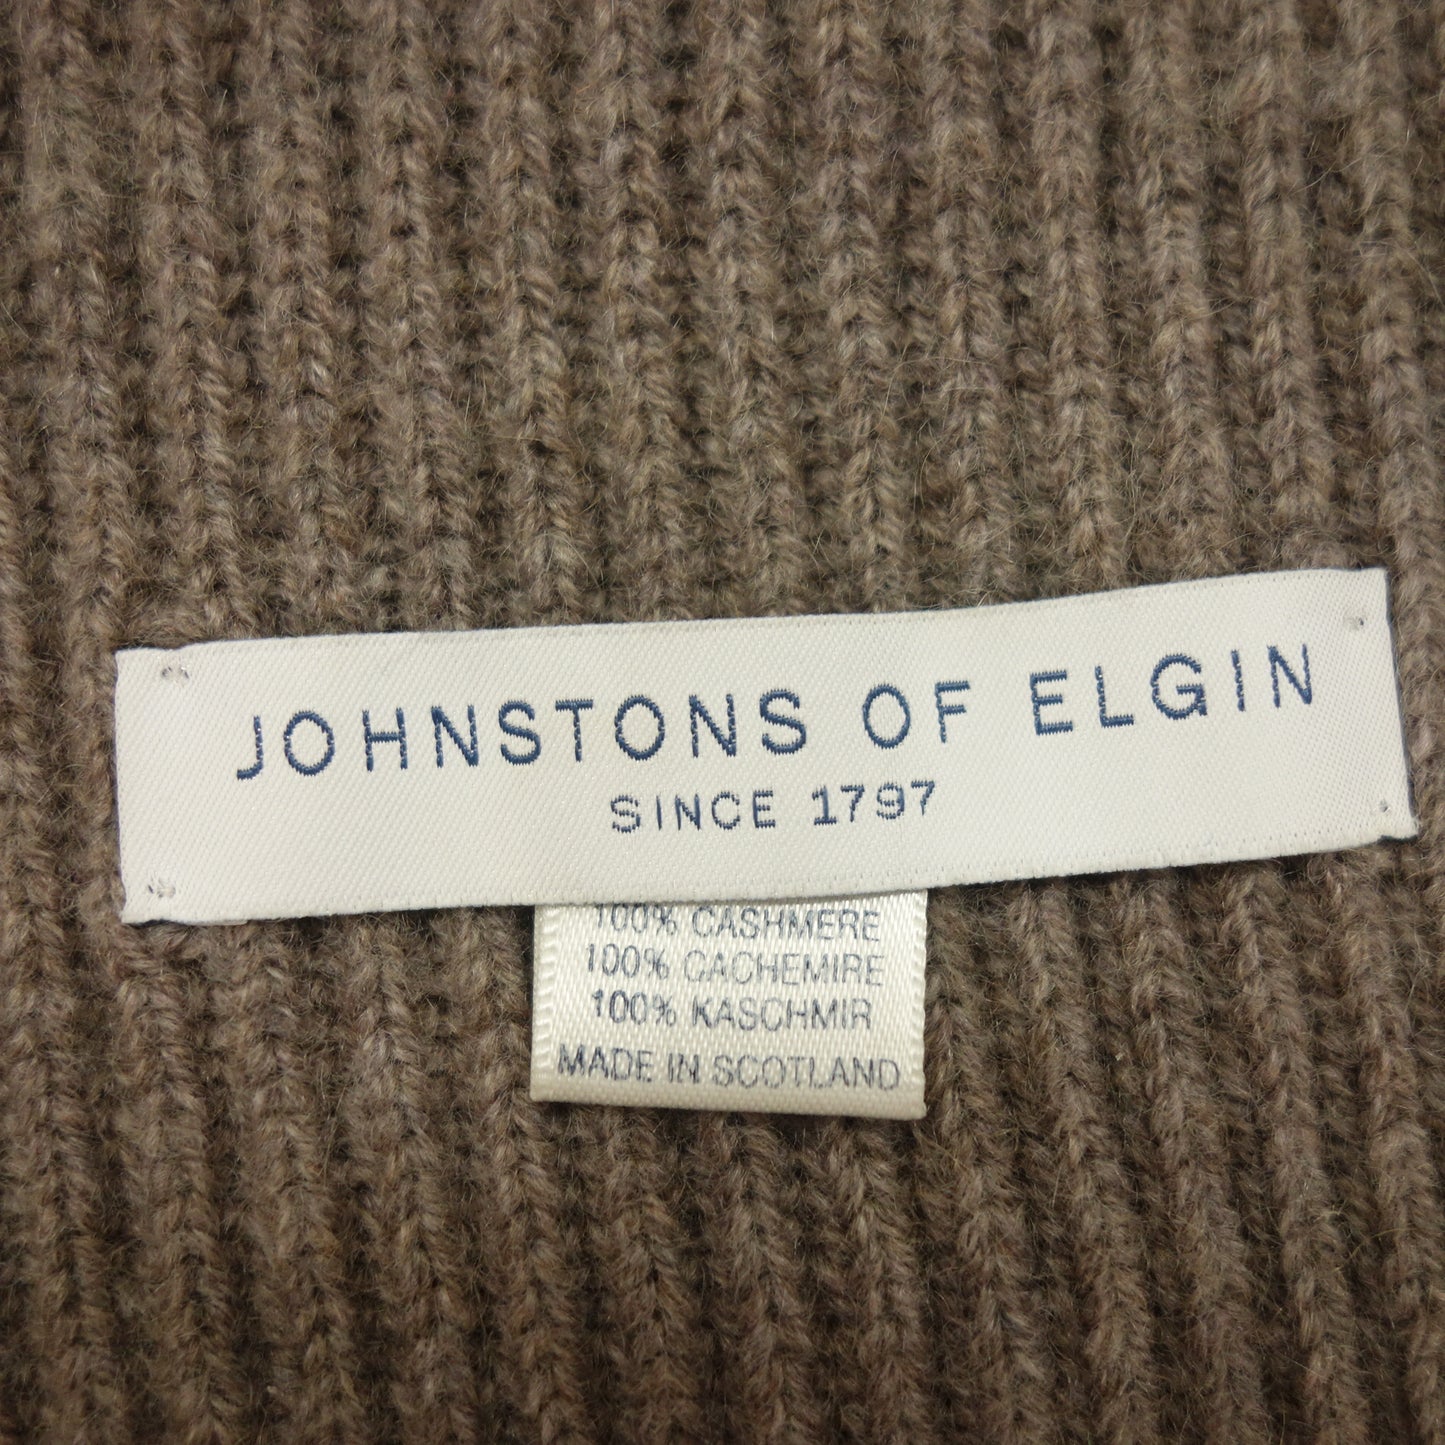 JOHNSTONS OF ELGIN
SINCE 1797
100% CASHMERE
100% CACHEMIRE
100% KASCHMIR
MADE IN SCOTLAND